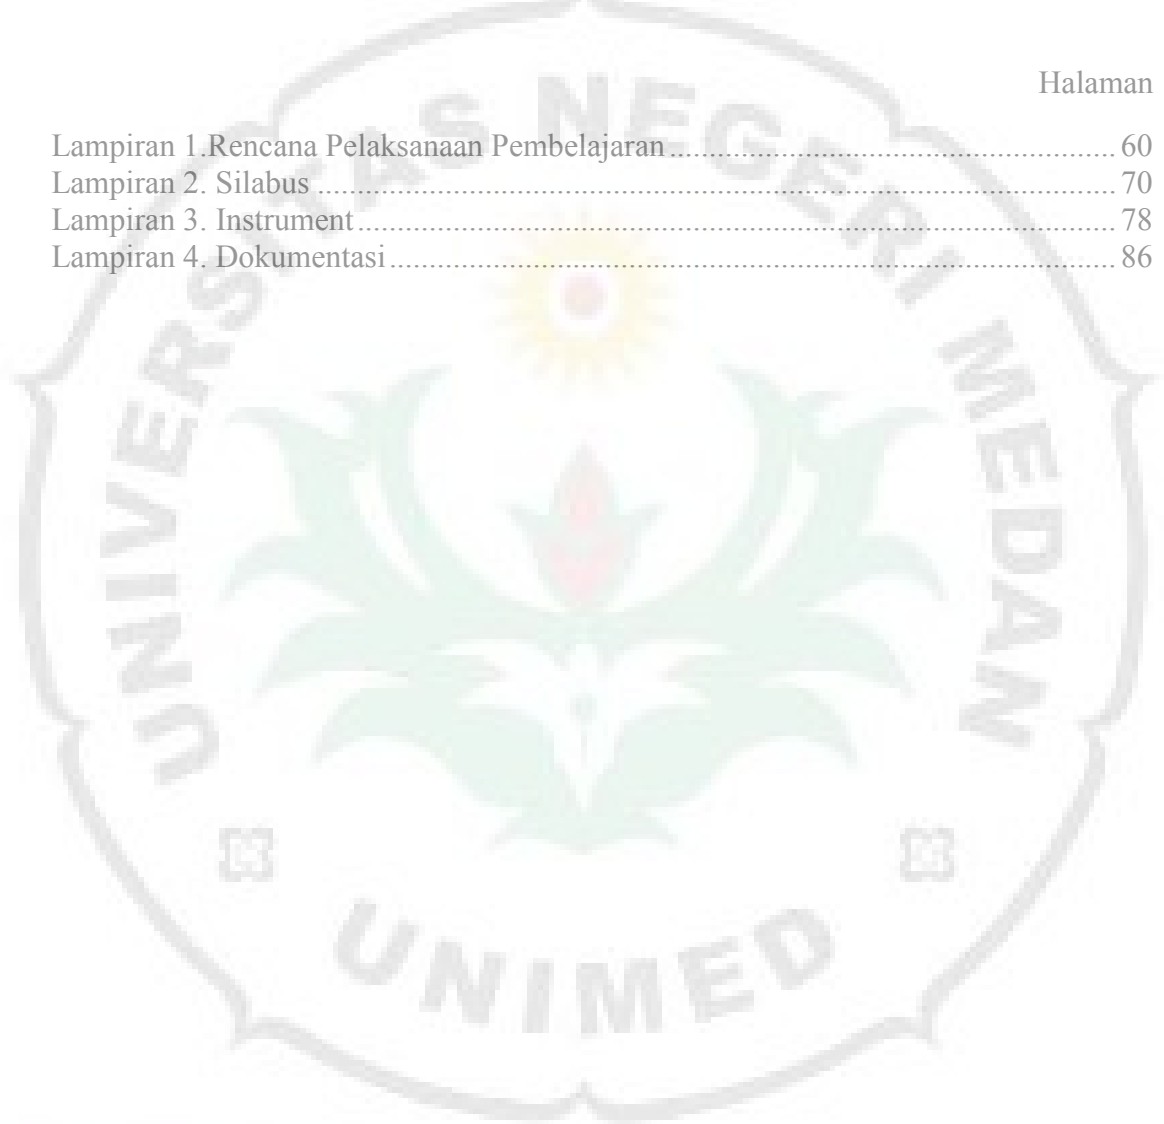 Halaman
Lampiran 1.Rencana Pelaksanaan Pembelajaran........................................................ 60
Lampiran 2. Silabus .................................................................................................... 70
Lampiran 3. Instrument............................................................................................... 78
Lampiran 4. Dokumentasi........................................................................................... 86
UNIVERSITAS NEGERI MEDAN
UNIMED